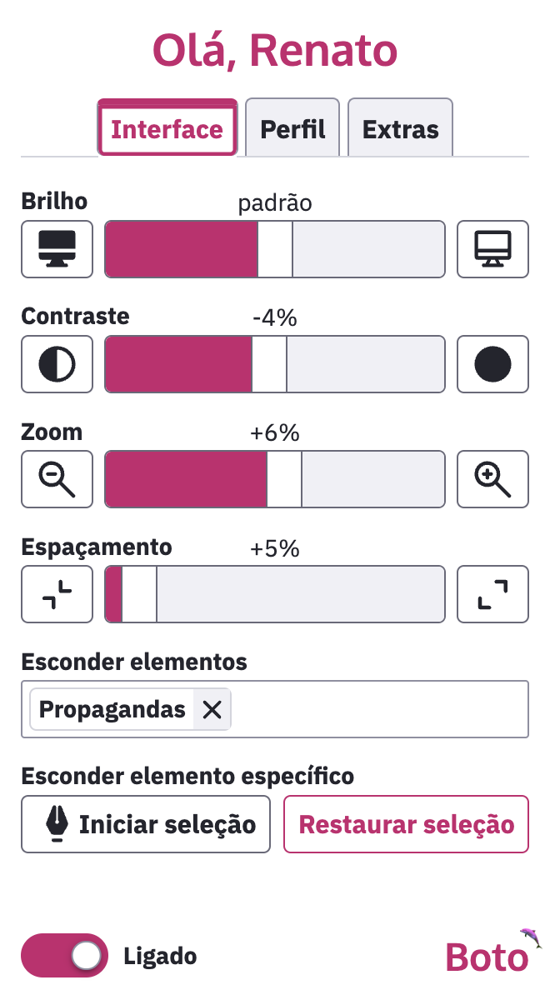 Olá, Renato
Interface
Perfil
Extras
Brilho
padrão
Contraste
-4%
Zoom
+6%
Espaçamento
+5%
Esconder elementos
Propagandas
Esconder elemento específico
Iniciar seleção
Restaurar seleção
Ligado
Boto